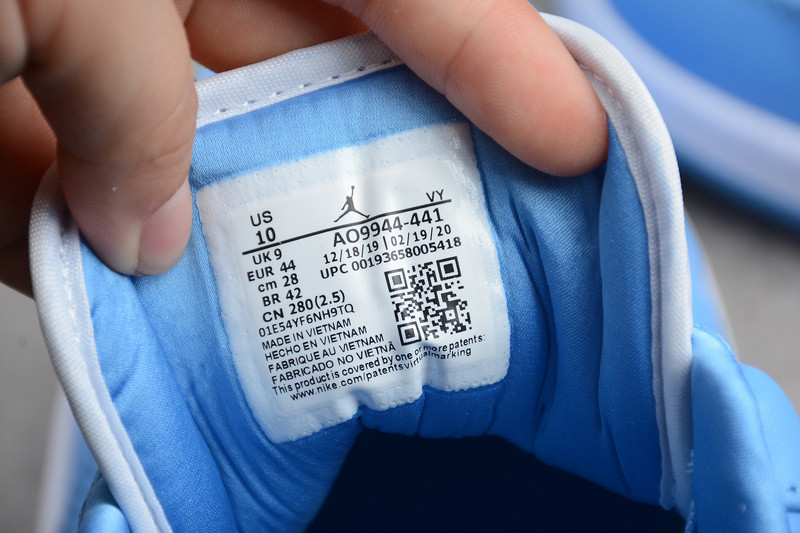 US
10
VY
AO9944-441
UK 9
12/18/19 | 02/19/20
EUR 44
UPC 00193658005418
cm 28
BR 42
CN 280(2.5)
01E54YF6NH9TQ
MADE IN VIETNAM
HECHO EN VIETNAM
FABRIQUE AU VIETNAM
FABRICADO NO VIETNÃ
This product is covered by one or more patents:
www.nike.com/patentsvirtualmarking